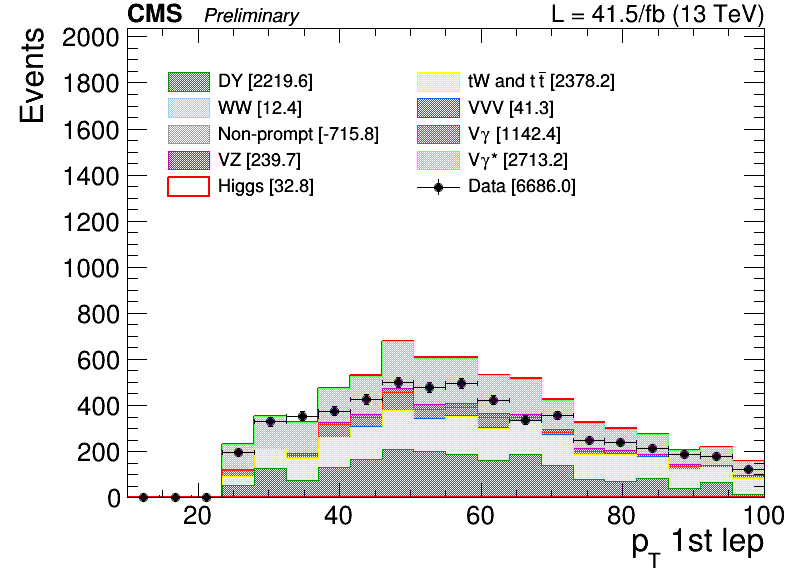 CMS Preliminary L = 41.5/fb (13 TeV)
Events
2000
1800
1600
1400
1200
1000
800
600
400
200
0
DY [2219.6]
tW and tt̅ [2378.2]
WW [12.4]
VVV [41.3]
Non-prompt [-715.8]
Vγ [1142.4]
VZ [239.7]
Vγ* [2713.2]
Higgs [32.8]
Data [6686.0]
20 40 60 80 100
p_T 1st lep